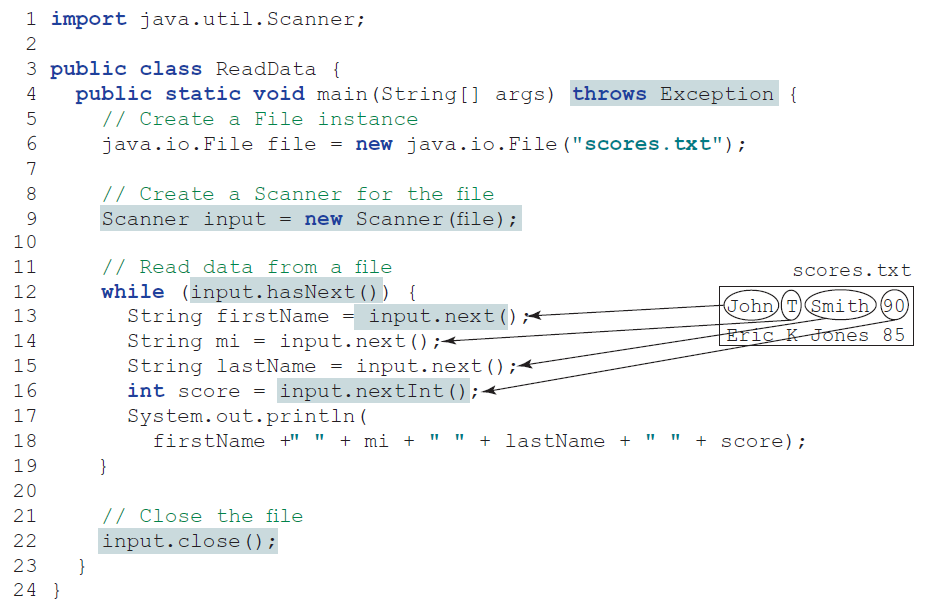 1 import java.util.Scanner;
2
3 public class ReadData {
4 public static void main(String[] args) throws Exception {
5 // Create a File instance
6 java.io.File file = new java.io.File("scores.txt");
7
8 // Create a Scanner for the file
9 Scanner input = new Scanner(file);
10
11 // Read data from a file
12 while (input.hasNext()) {
13 String firstName = input.next();
14 String mi = input.next();
15 String lastName = input.next();
16 int score = input.nextInt();
17 System.out.println(
18 firstName +" " + mi + " " + lastName + " " + score);
19 }
20
21 // Close the file
22 input.close();
23 }
24 }
scores.txt
John T Smith 90
Eric K Jones 85